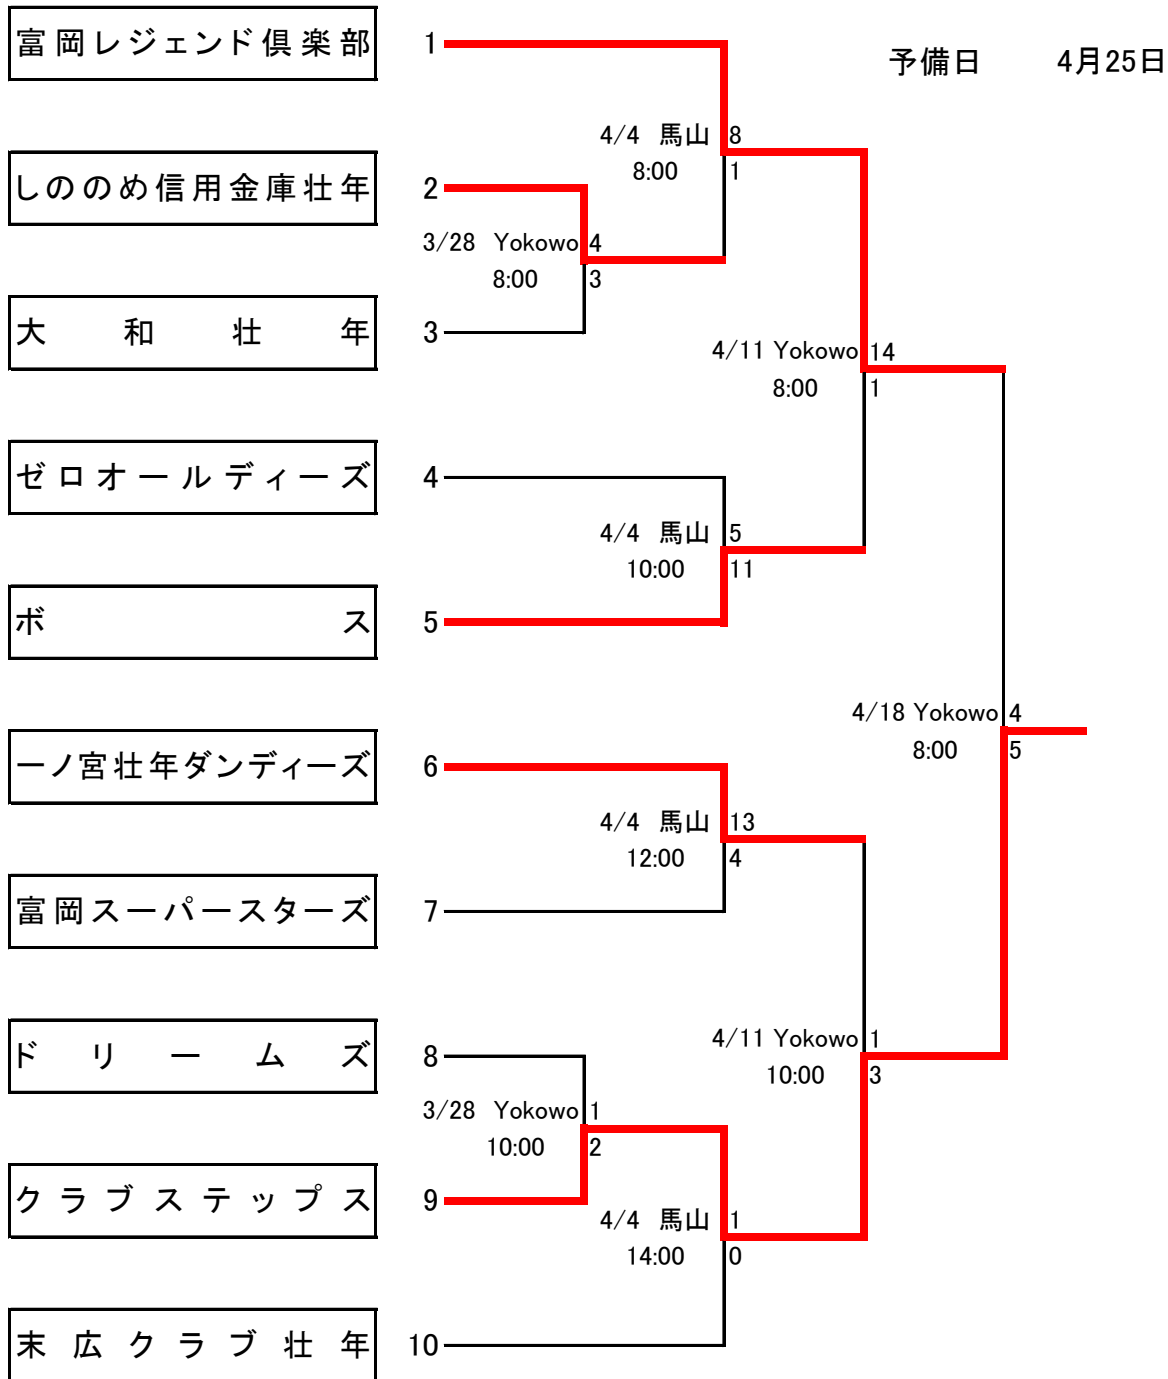 富岡レジェンド倶楽部 1
予備日 4月25日
4/4 馬山 8
8:00 1
しののめ信用金庫壮年 2
3/28 Yokowo 4
8:00 3
大和壮年 3
4/11 Yokowo 14
8:00 1
ゼロオールディーズ 4
4/4 馬山 5
10:00 11
ボス 5
4/18 Yokowo 4
8:00 5
一ノ宮壮年ダンディーズ 6
4/4 馬山 13
12:00 4
富岡スーパースターズ 7
4/11 Yokowo 1
10:00 3
ドリームズ 8
3/28 Yokowo 1
10:00 2
クラブステップス 9
4/4 馬山 1
14:00 0
末広クラブ壮年 10